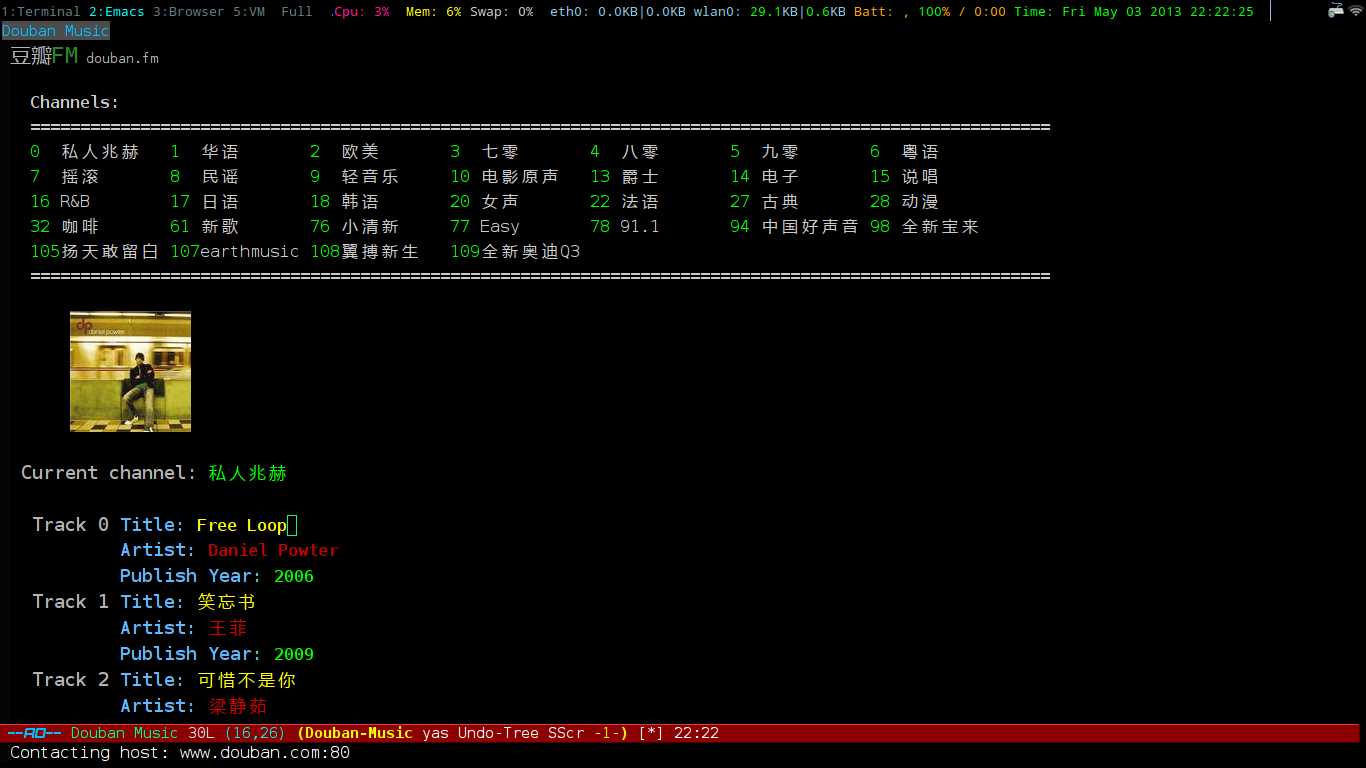 1:Terminal 2:Emacs 3:Browser 5:VM Full Cpu: 3% Mem: 6% Swap: 0% eth0: 0.0KB|0.0KB wlan0: 29.1KB|0.6KB Batt: , 100% / 0:00 Time: Fri May 03 2013 22:22:25
Douban Music
豆瓣FM douban.fm
Channels:
======================================================================================================
0 私人兆赫 1 华语 2 欧美 3 七零 4 八零 5 九零 6 粤语
7 摇滚 8 民谣 9 轻音乐 10 电影原声 13 爵士 14 电子 15 说唱
16 R&B 17 日语 18 韩语 20 女声 22 法语 27 古典 28 动漫
32 咖啡 61 新歌 76 小清新 77 Easy 78 91.1 94 中国好声音 98 全新宝来
105扬天敢留白 107earthmusic 108翼搏新生 109全新奥迪Q3
======================================================================================================
dp
daniel powter
Current channel: 私人兆赫
Track 0 Title: Free Loop
Artist: Daniel Powter
Publish Year: 2006
Track 1 Title: 笑忘书
Artist: 王菲
Publish Year: 2009
Track 2 Title: 可惜不是你
Artist: 梁静茹
--RO-- Douban Music 30L (16,26) (Douban-Music yas Undo-Tree SScr -1-) [*] 22:22
Contacting host: www.douban.com:80